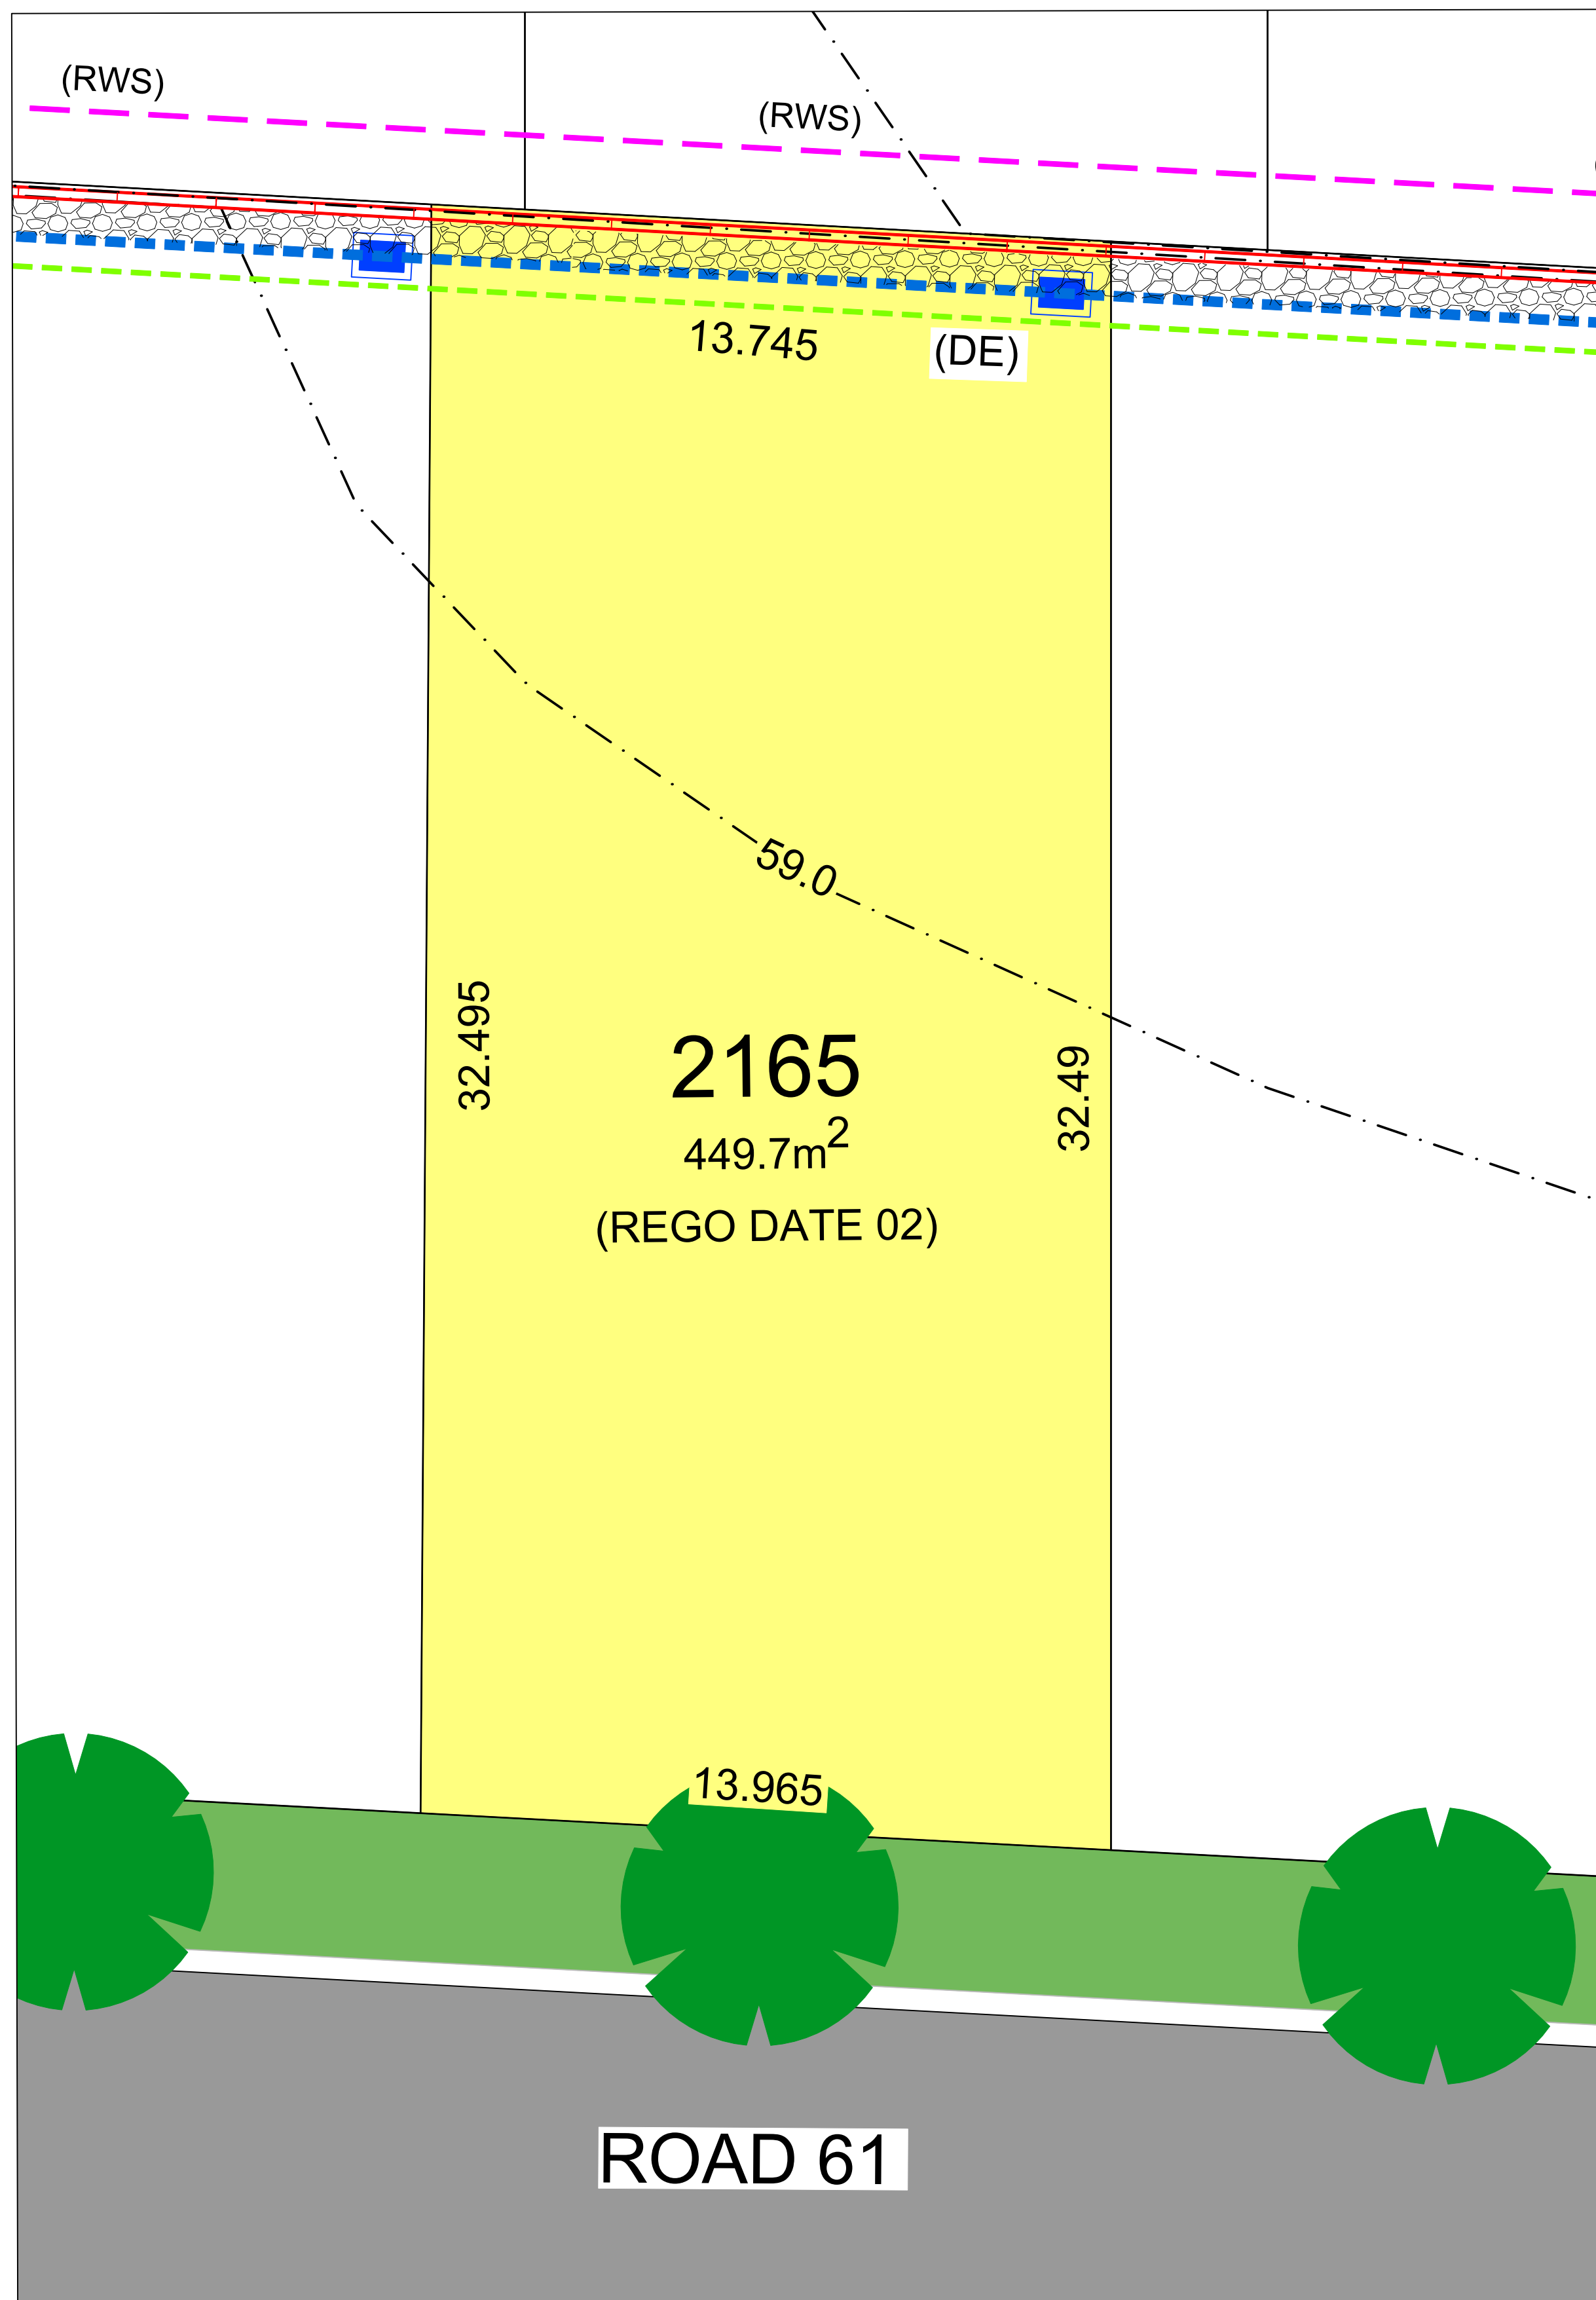 (RWS)
(RWS)
13.745
(DE)
59.0
32.495
2165
449.7m²
32.49
(REGO DATE 02)
13.965
ROAD 61